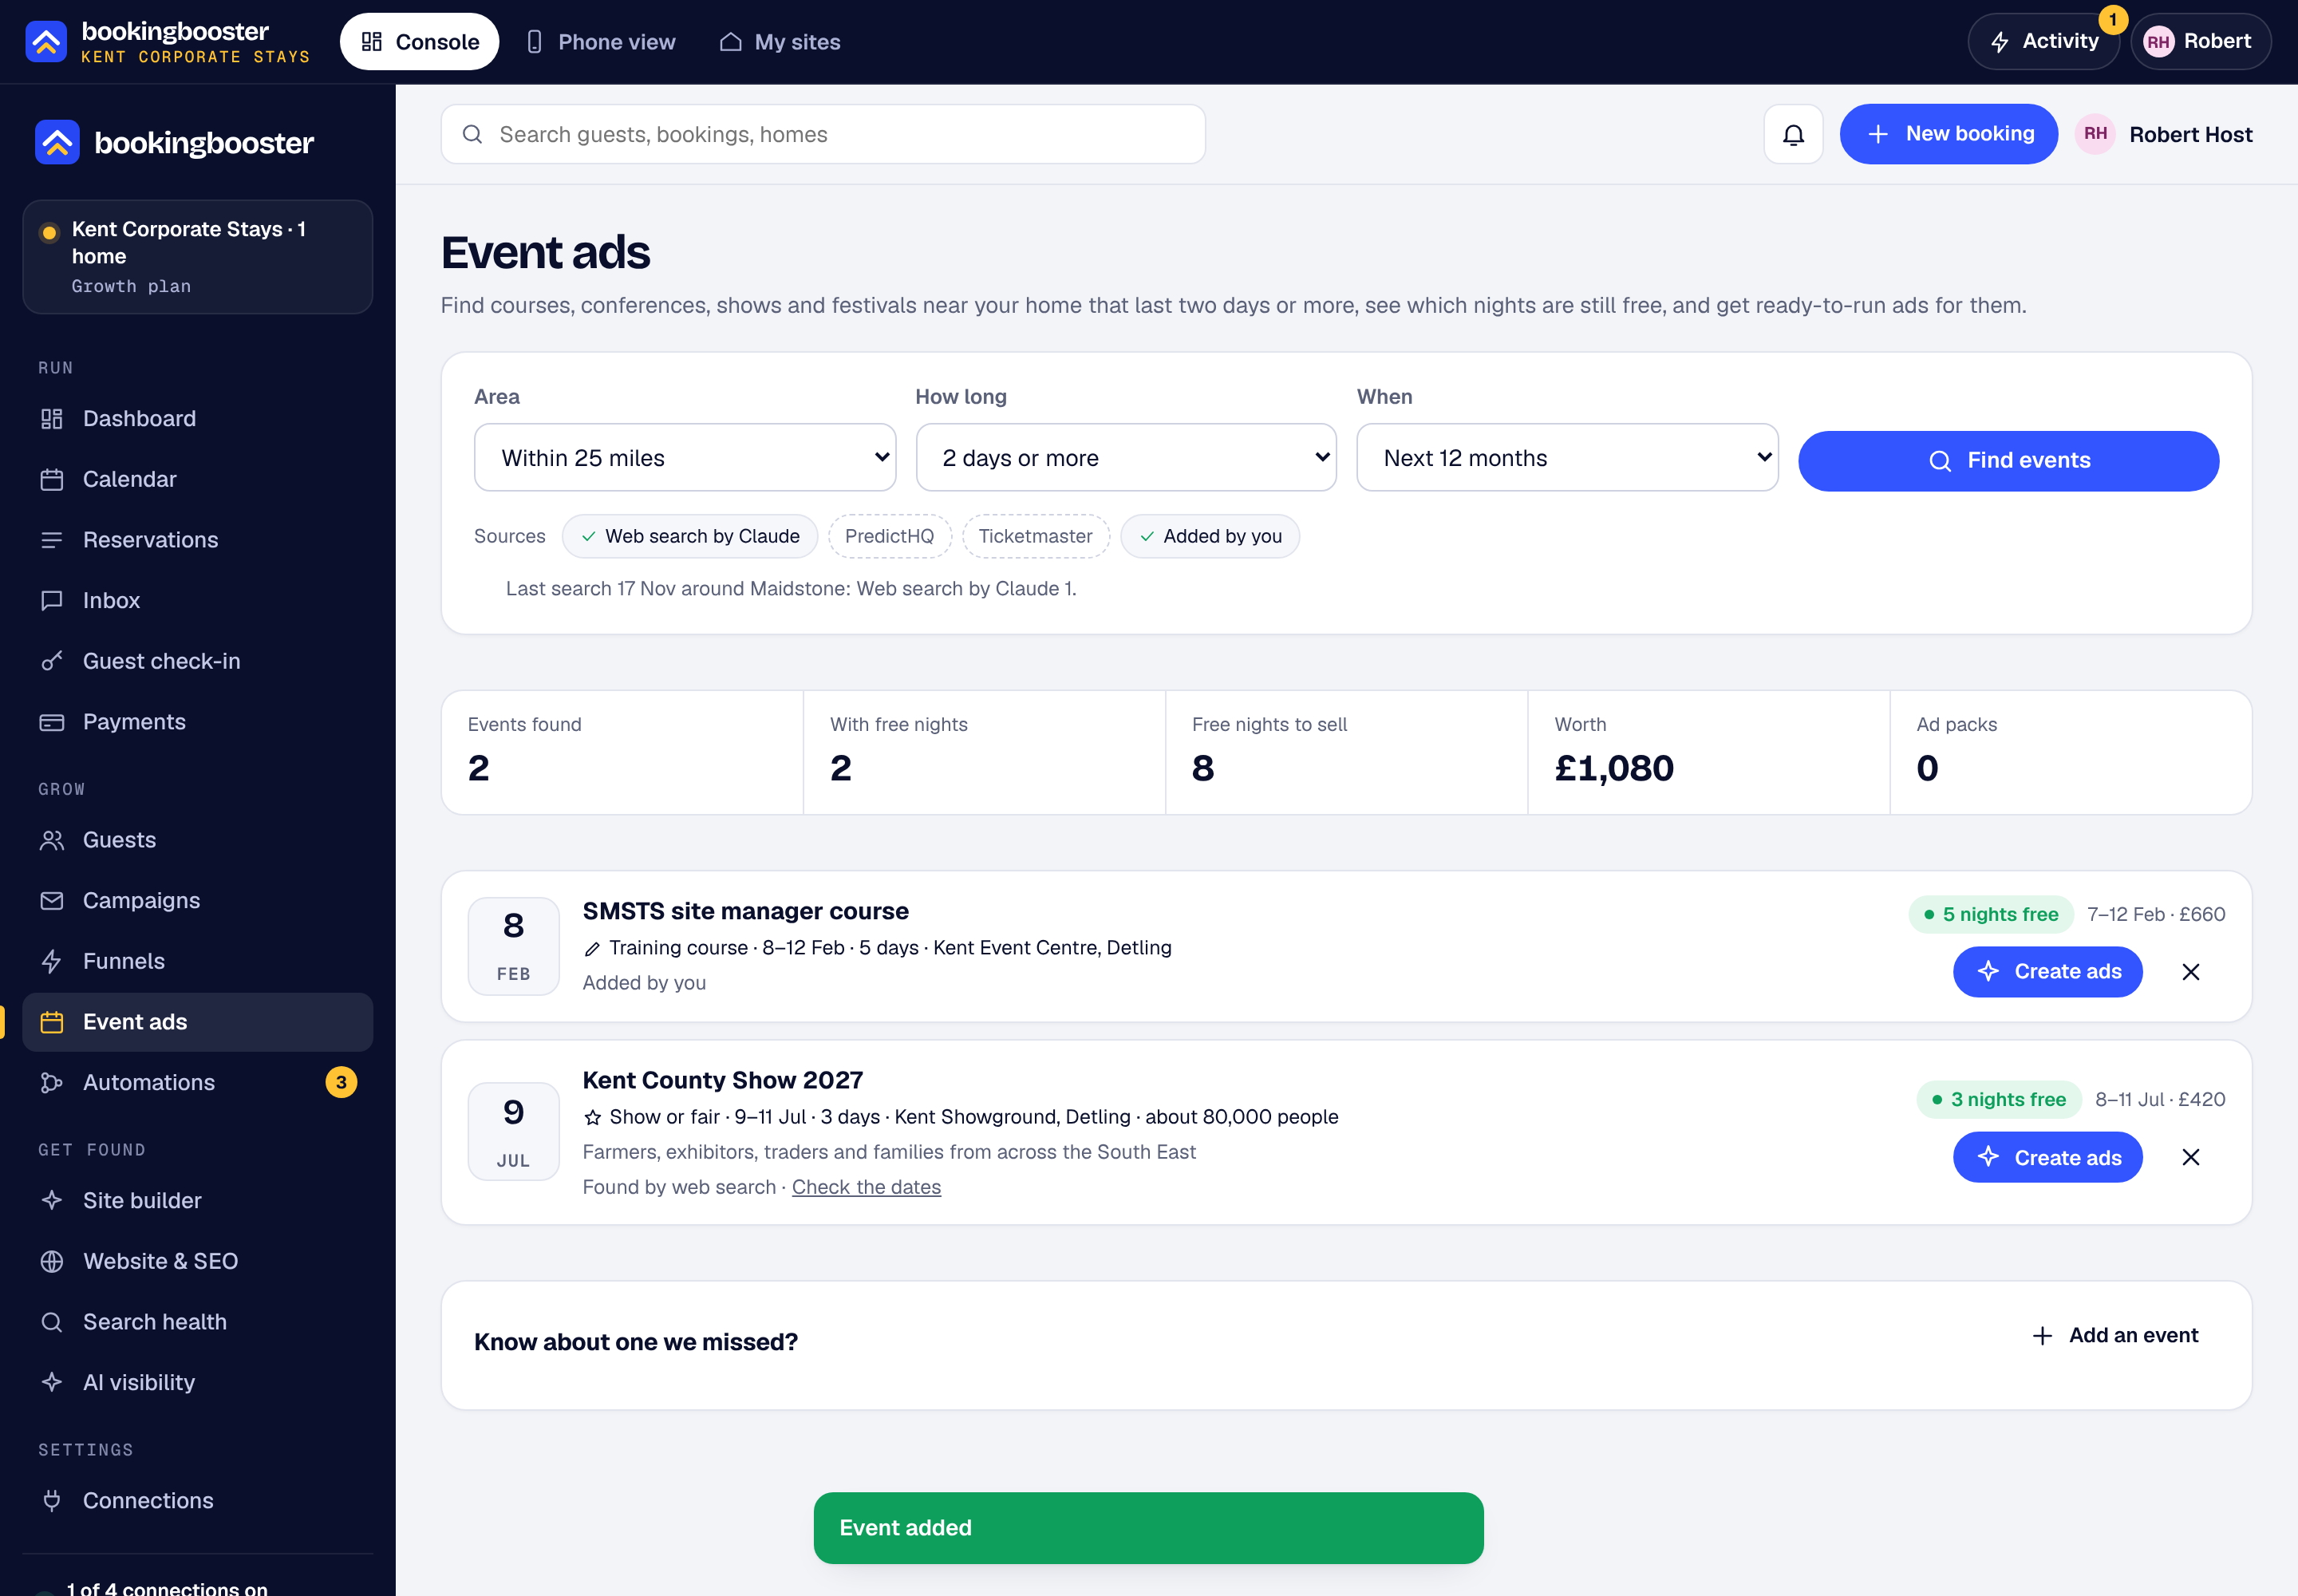 bookingbooster
KENT CORPORATE STAYS
Console
Phone view
My sites
Activity
1
RH
Robert
bookingbooster
Kent Corporate Stays · 1
home
Growth plan
RUN
Dashboard
Calendar
Reservations
Inbox
Guest check-in
Payments
GROW
Guests
Campaigns
Funnels
Event ads
Automations
3
GET FOUND
Site builder
Website & SEO
Search health
AI visibility
SETTINGS
Connections
1 of 4 connections on
Search guests, bookings, homes
New booking
RH
Robert Host
Event ads
Find courses, conferences, shows and festivals near your home that last two days or more, see which nights are still free, and get ready-to-run ads for them.
Area
How long
When
Within 25 miles
2 days or more
Next 12 months
Find events
Sources
Web search by Claude
PredictHQ
Ticketmaster
Added by you
Last search 17 Nov around Maidstone: Web search by Claude 1.
Events found
2
With free nights
2
Free nights to sell
8
Worth
£1,080
Ad packs
0
8
FEB
SMSTS site manager course
Training course · 8–12 Feb · 5 days · Kent Event Centre, Detling
Added by you
5 nights free
7–12 Feb · £660
Create ads
9
JUL
Kent County Show 2027
Show or fair · 9–11 Jul · 3 days · Kent Showground, Detling · about 80,000 people
Farmers, exhibitors, traders and families from across the South East
Found by web search · Check the dates
3 nights free
8–11 Jul · £420
Create ads
Know about one we missed?
Add an event
Event added